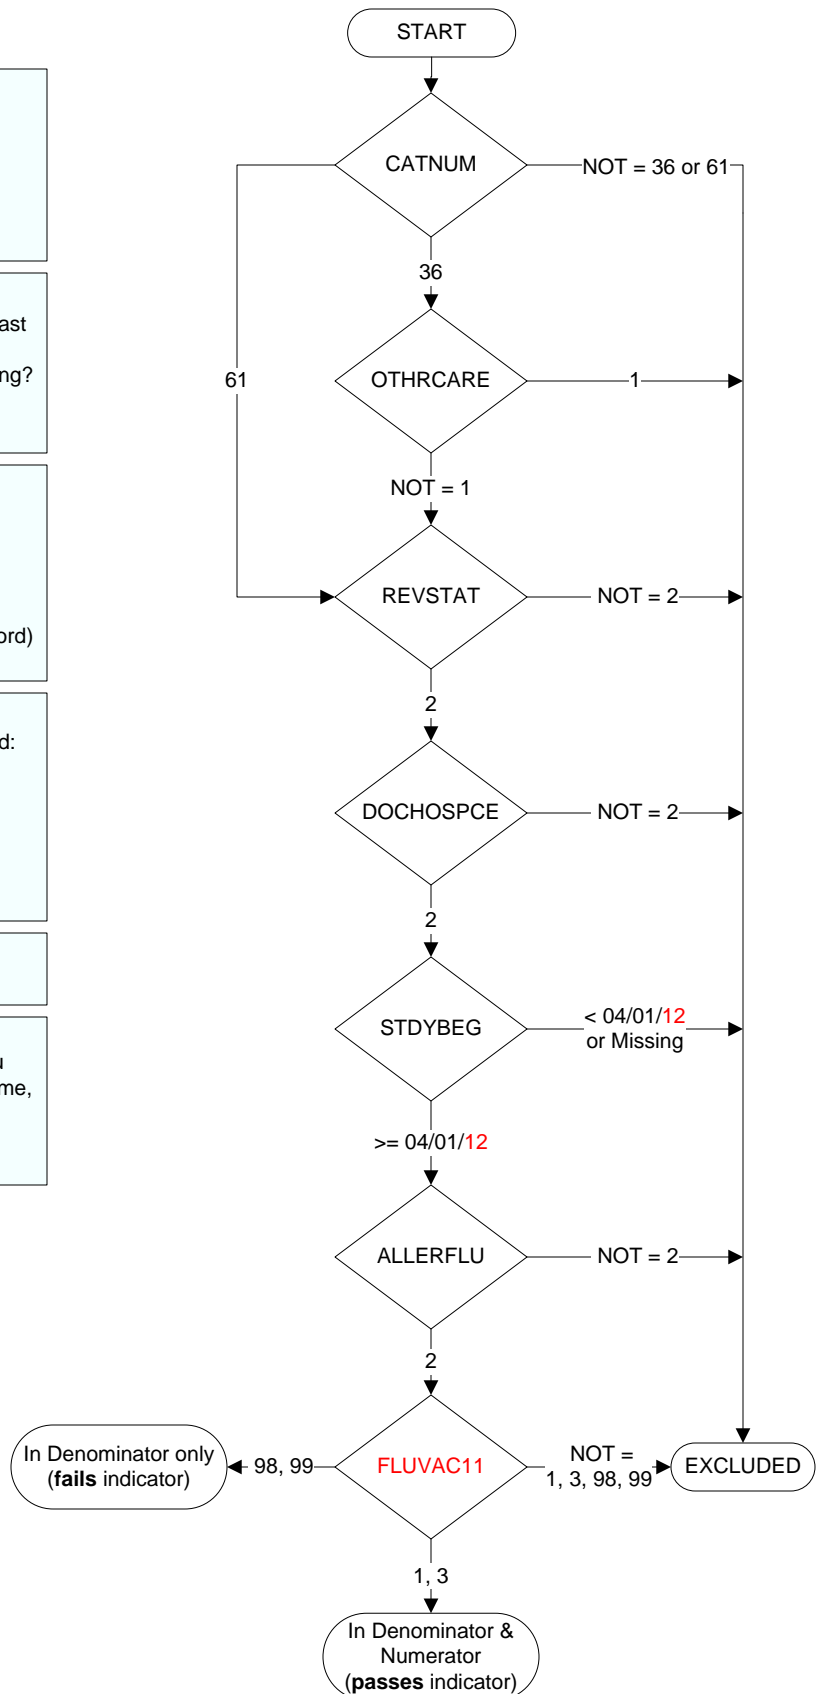 START
CATNUM
NOT = 36 or 61
36
ast
ng?
61
OTHRCARE
1
NOT = 1
ord)
REVSTAT
NOT = 2
2
d:
DOCHOSPCE
NOT = 2
2
STDYBEG
< 04/01/12
or Missing
u
me,
>= 04/01/12
ALLERFLU
NOT = 2
2
In Denominator only
(fails indicator)
98, 99
FLUVAC11
NOT =
1, 3, 98, 99
EXCLUDED
1, 3
In Denominator &
Numerator
(passes indicator)